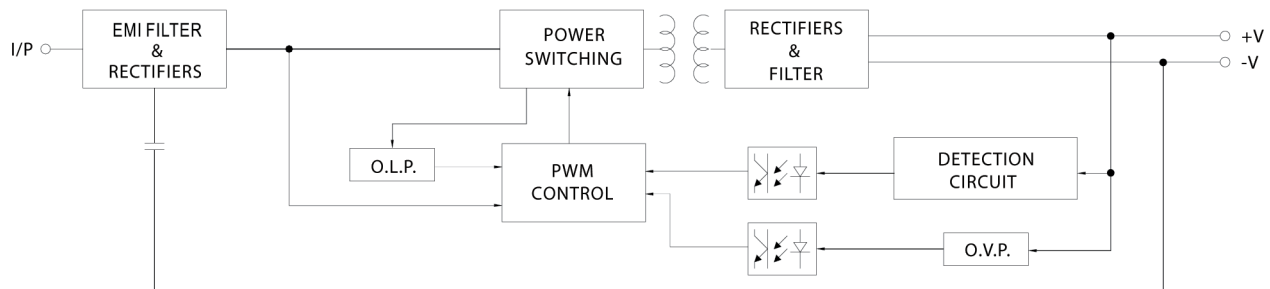 I/P
EMI FILTER
&
RECTIFIERS
POWER
SWITCHING
RECTIFIERS
&
FILTER
+V
-V
O.L.P.
PWM
CONTROL
DETECTION
CIRCUIT
O.V.P.